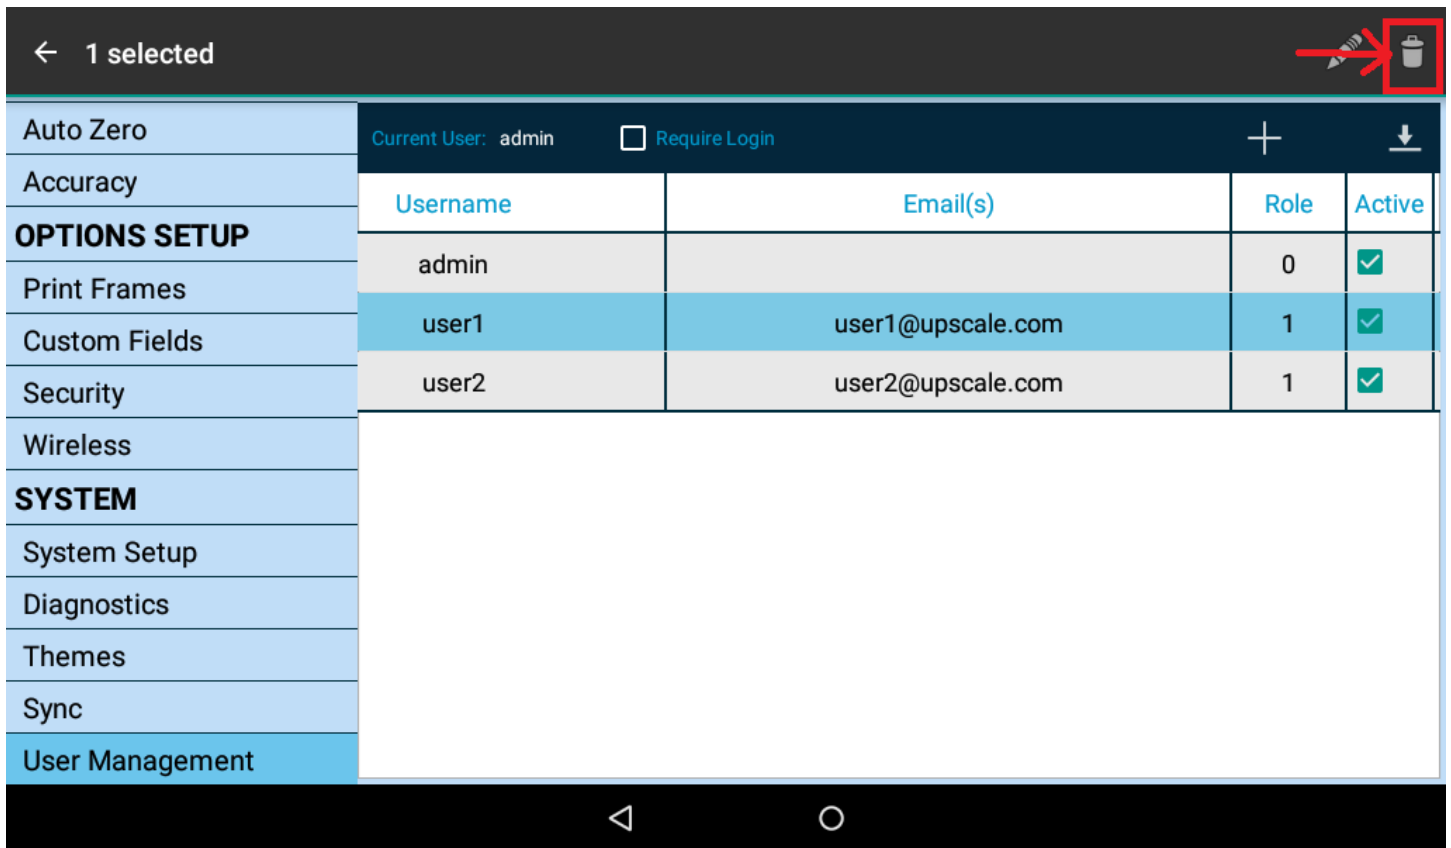 1 selected
Auto Zero
Accuracy
OPTIONS SETUP
Print Frames
Custom Fields
Security
Wireless
SYSTEM
System Setup
Diagnostics
Themes
Sync
User Management
Current User: admin Require Login
Username Email(s) Role Active
admin 0
user1 user1@upscale.com 1
user2 user2@upscale.com 1